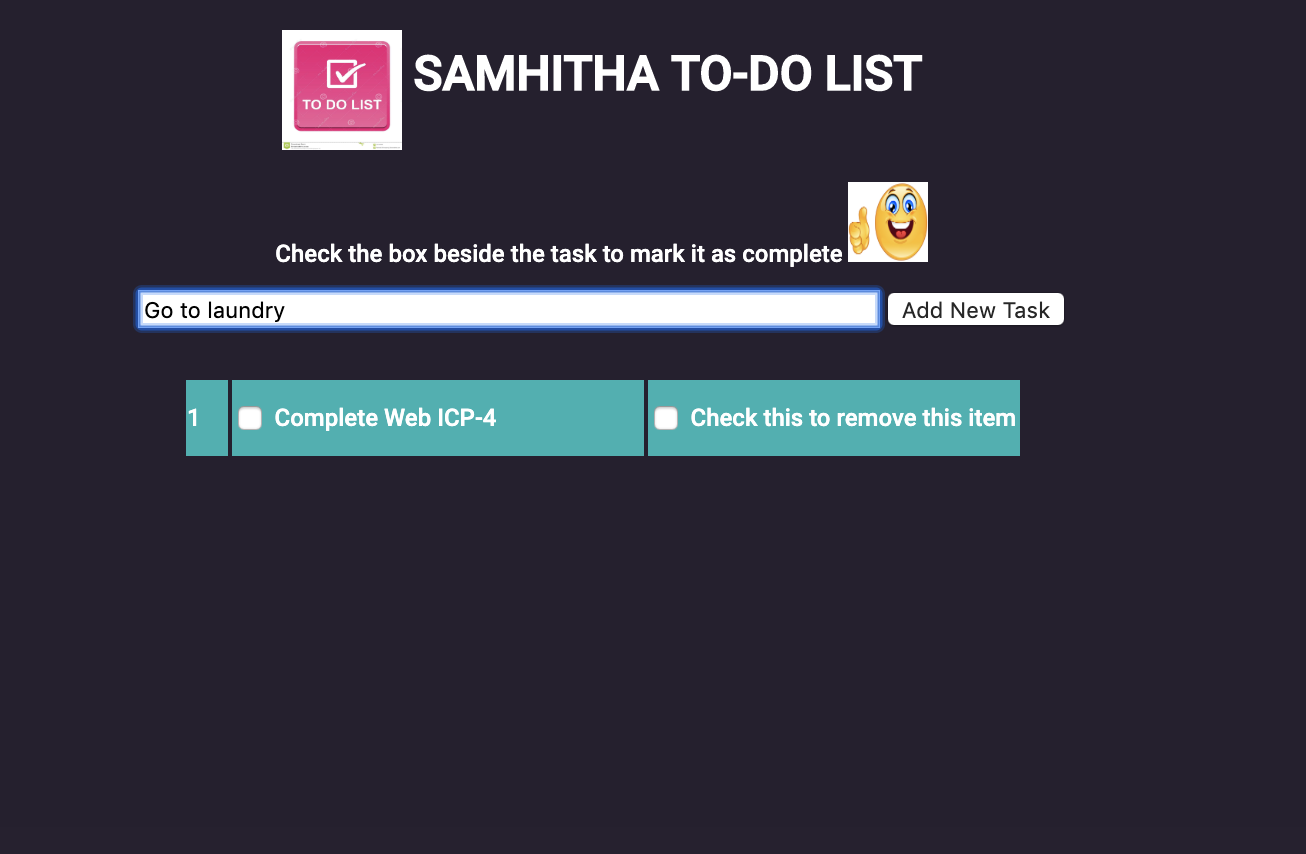 TO DO LIST
SAMHITHA TO-DO LIST
Check the box beside the task to mark it as complete
Go to laundry
Add New Task
1 Complete Web ICP-4 Check this to remove this item